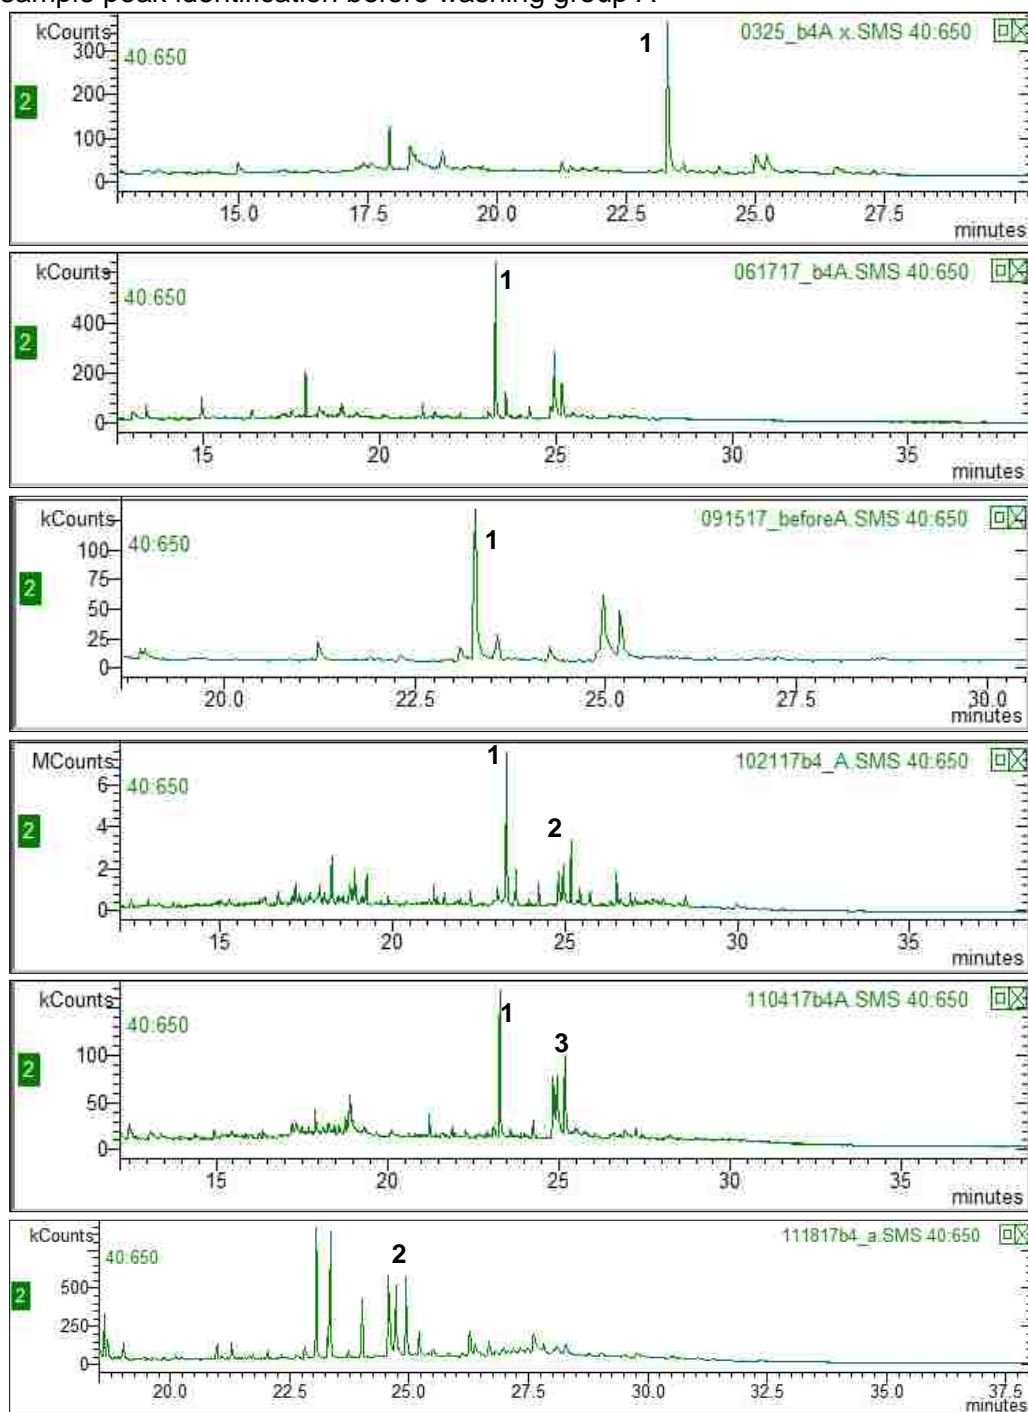 sample peak identification before washing group A
kCounts
0325_b4A x.SMS 40:650
40:650
1
2
300
200
100
0
15.0 17.5 20.0 22.5 25.0 27.5
minutes
kCounts
061717_b4A.SMS 40:650
40:650
1
2
400
200
0
15 20 25 30 35
minutes
kCounts
091517_beforeA.SMS 40:650
40:650
1
2
100
75
50
25
0
20.0 22.5 25.0 27.5 30.0
minutes
MCounts
102117b4_A.SMS 40:650
40:650
1
2
2
6
4
2
0
15 20 25 30 35
minutes
kCounts
110417b4A.SMS 40:650
40:650
1
3
2
100
50
0
15 20 25 30 35
minutes
kCounts
111817b4_a.SMS 40:650
40:650
2
2
500
250
0
20.0 22.5 25.0 27.5 30.0 32.5 35.0 37.5
minutes